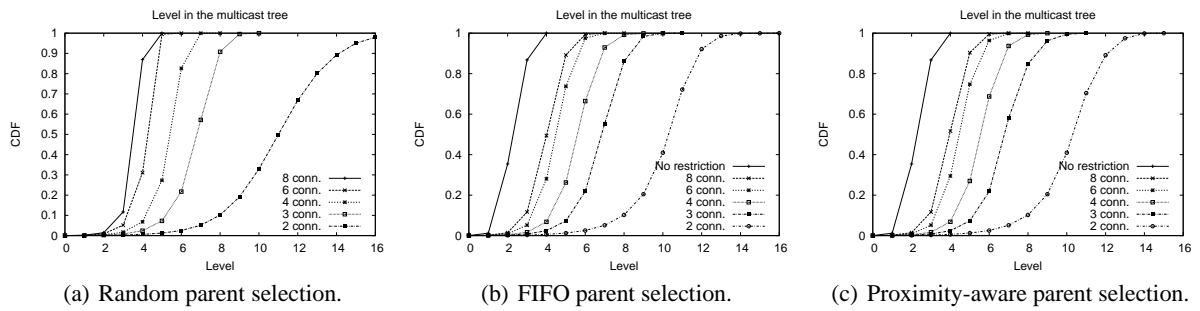 Level in the multicast tree
1
0.9
0.8
0.7
0.6
0.5
0.4
0.3
0.2
0.1
0
CDF
8 conn.
6 conn.
4 conn.
3 conn.
2 conn.
0 2 4 6 8 10 12 14 16
Level
(a) Random parent selection.
Level in the multicast tree
1
0.8
0.6
0.4
0.2
0
CDF
No restriction
8 conn.
6 conn.
4 conn.
3 conn.
2 conn.
0 2 4 6 8 10 12 14 16
Level
(b) FIFO parent selection.
Level in the multicast tree
1
0.8
0.6
0.4
0.2
0
CDF
No restriction
8 conn.
6 conn.
4 conn.
3 conn.
2 conn.
0 2 4 6 8 10 12 14 16
Level
(c) Proximity-aware parent selection.